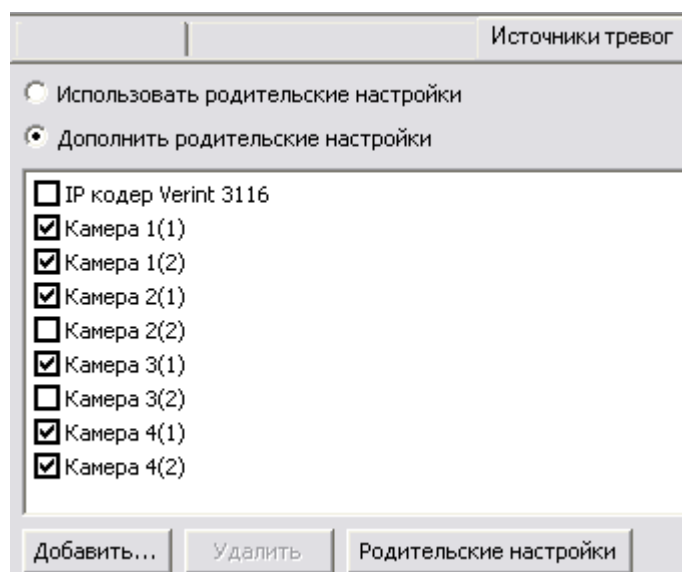 Источники тревог
Использовать родительские настройки
Дополнить родительские настройки
IP кодер Verint 3116
Камера 1(1)
Камера 1(2)
Камера 2(1)
Камера 2(2)
Камера 3(1)
Камера 3(2)
Камера 4(1)
Камера 4(2)
Добавить... Удалить Родительские настройки